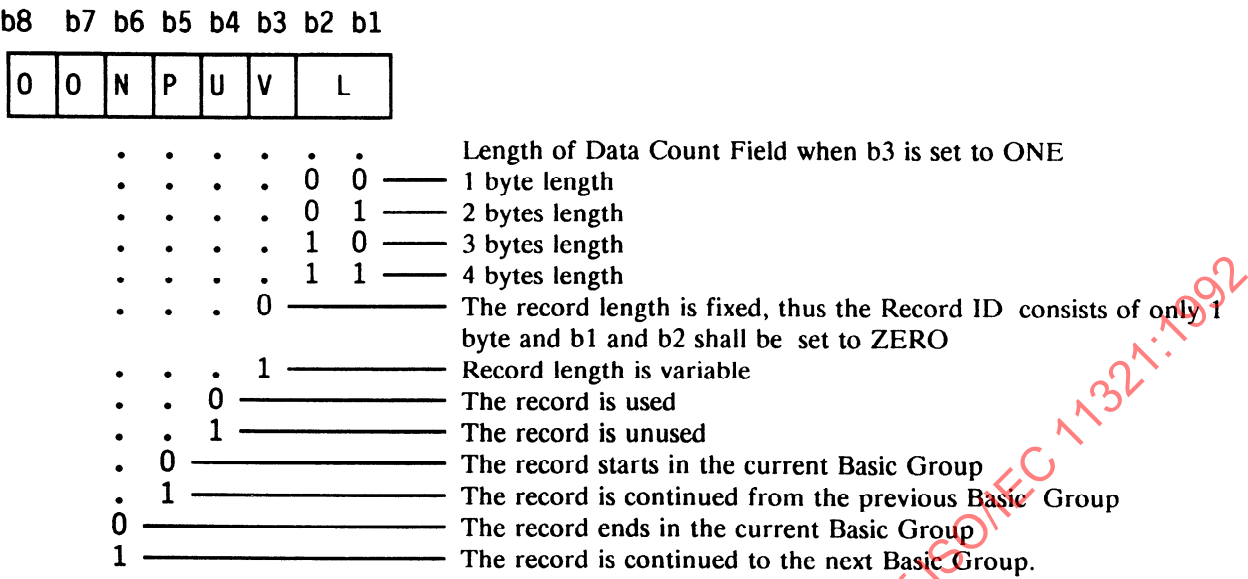 b8 b7 b6 b5 b4 b3 b2 b1
0 0 N P U V L
. . . . . . Length of Data Count Field when b3 is set to ONE
. . . . 0 0 1 byte length
. . . . 0 1 2 bytes length
. . . . 1 0 3 bytes length
. . . . 1 1 4 bytes length
. . . 0 The record length is fixed, thus the Record ID consists of only 1
byte and b1 and b2 shall be set to ZERO
. . . 1 Record length is variable
. . 0 The record is used
. . 1 The record is unused
. 0 The record starts in the current Basic Group
. 1 The record is continued from the previous Basic Group
0 The record ends in the current Basic Group
1 The record is continued to the next Basic Group.
ISO/IEC 11321:1992